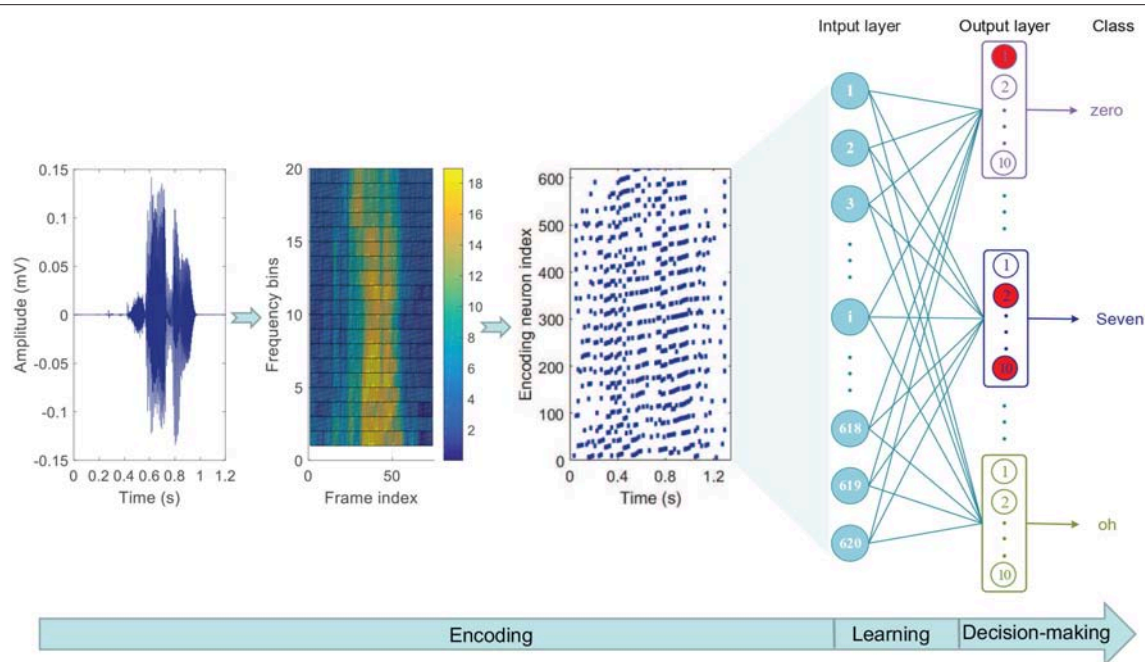 Intput layer
Output layer
Class
1
2
3
i
618
619
620
1
2
10
zero
1
2
10
Seven
1
2
10
oh
0.15
0.1
0.05
0
-0.05
-0.1
-0.15
Amplitude (mV)
0 0.2 0.4 0.6 0.8 1 1.2
Time (s)
20
15
10
5
0
Frequency bins
0 50
Frame index
18
16
14
12
10
8
6
4
2
600
500
400
300
200
100
0
Encoding neuron index
0 0.4 0.8 1.2
Time (s)
Encoding
Learning
Decision-making